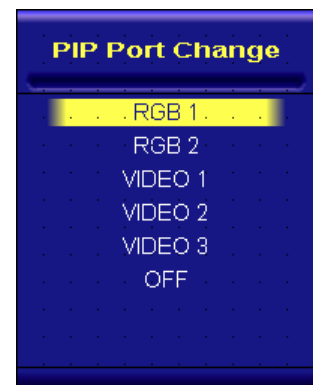 PIP Port Change
RGB 1
RGB 2
VIDEO 1
VIDEO 2
VIDEO 3
OFF